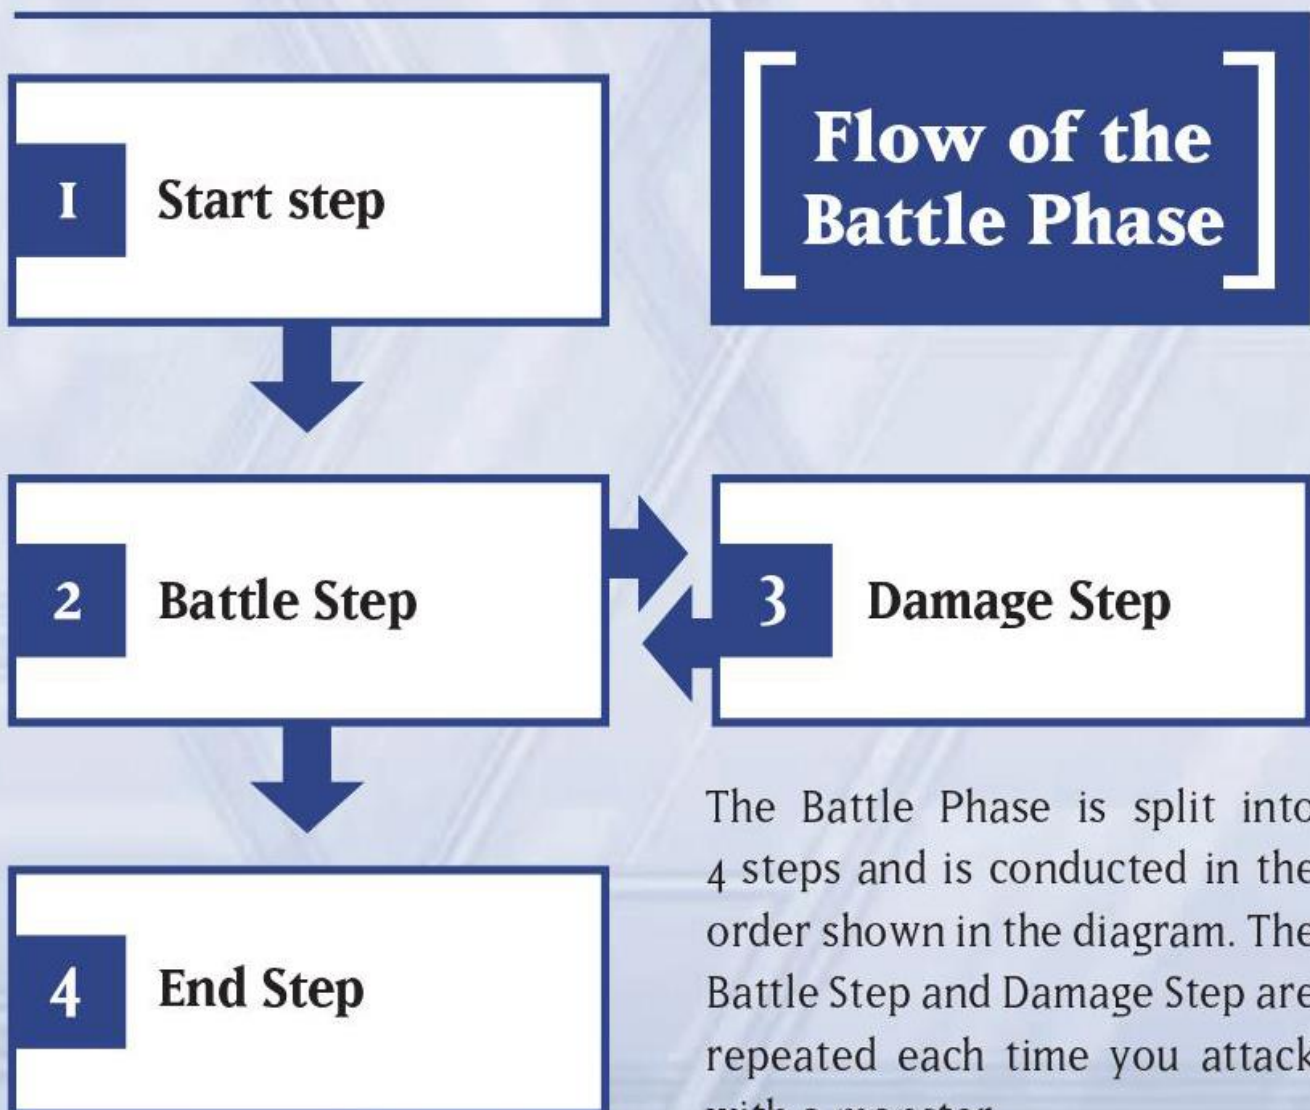 Flow of the
Battle Phase
1 Start step
2 Battle Step
3 Damage Step
4 End Step
The Battle Phase is split into
4 steps and is conducted in the
order shown in the diagram. The
Battle Step and Damage Step are
repeated each time you attack
with a monster.